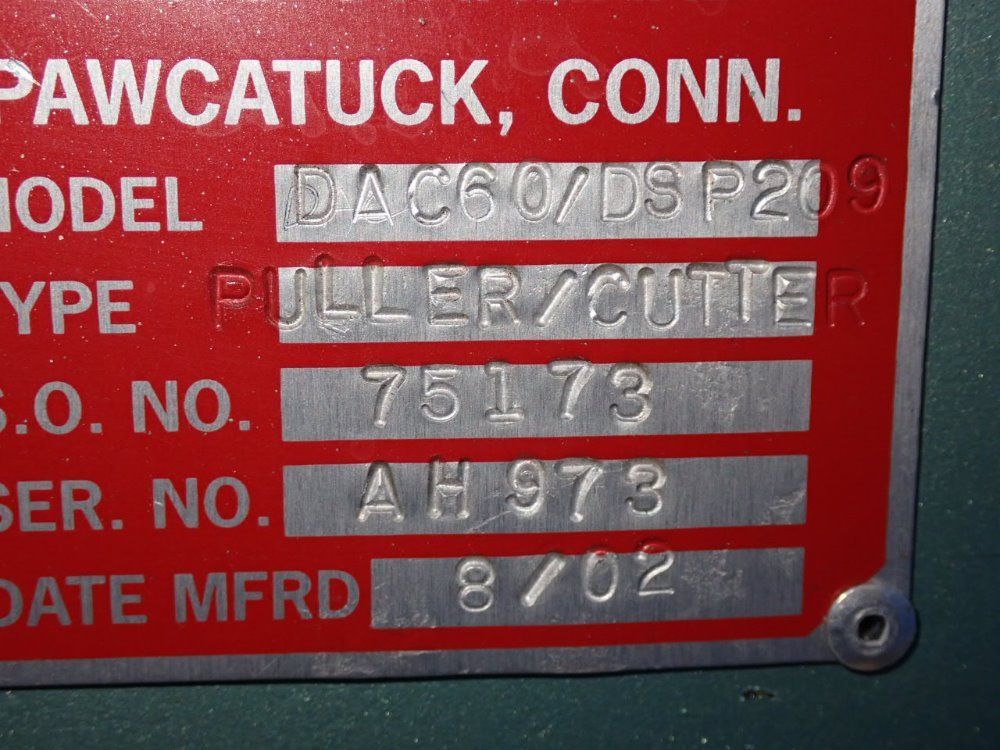 PAWCATUCK, CONN.
MODEL DAC60/DSP209
TYPE PULLER/CUTTER
S.O. NO. 75173
SER. NO. AH973
DATE MFRD 8/02